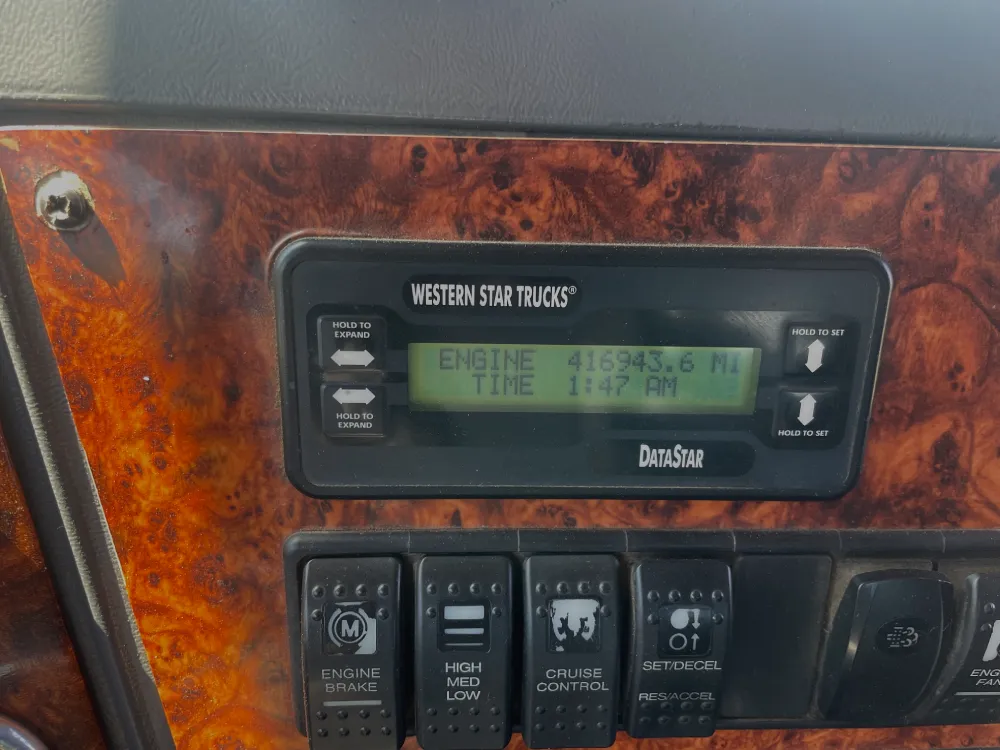 WESTERN STAR TRUCKS®
HOLD TO
EXPAND
HOLD TO
EXPAND
ENGINE 416943.6 MI
TIME 1:47 AM
HOLD TO SET
HOLD TO SET
DATASTAR
M
ENGINE
BRAKE
HIGH
MED
LOW
CRUISE
CONTROL
SET/DECEL
RES/ACCEL